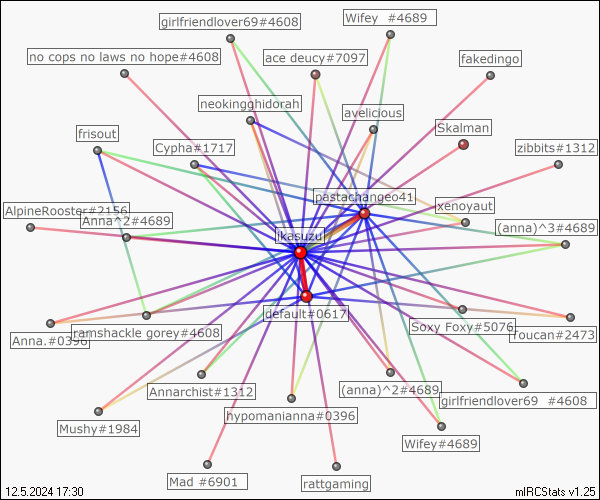 girlfriendlover69#4608
Wifey #4689
no cops no laws no hope#4608
ace deucy#7097
fakedingo
neokingghidorah
avelicious
Skalman
frisout
Cypha#1717
zibbits#1312
pastachangeo41
AlpineRooster#2156
Anna^2#4689
xenoyaut
(anna)^3#4689
ikasuzu
default#0617
Anna.#0396
ramshackle gorey#4608
Soxy Foxy#5076
Toucan#2473
Annarchist#1312
(anna)^2#4689
girlfriendlover69 #4608
hypomanianna#0396
Mushy#1984
Wifey#4689
Mad #6901
rattgaming
12.5.2024 17:30
mIRCStats v1.25